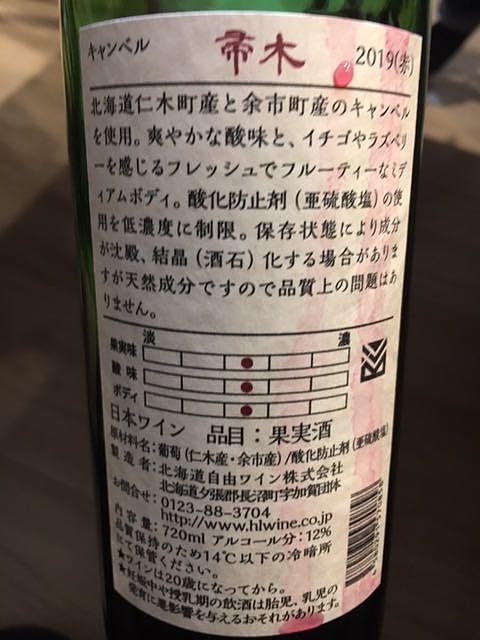 キャンベル 帚木 2019(赤)
北海道仁木町産と余市町産のキャンベル
を使用。爽やかな酸味と、イチゴやラズベリ
ーを感じるフレッシュでフルーティーなミデ
ィアムボディ。酸化防止剤(亜硫酸塩)の使
用を低濃度に制限。保存状態により成分
が沈殿、結晶(酒石)化する場合がありま
すが天然成分ですので品質上の問題はあ
りません。
淡 濃
果実味
酸味
ボディ
日本ワイン 品目:果実酒
原材料名:葡萄(仁木産・余市産)/酸化防止剤(亜硫酸塩)
製造者:北海道自由ワイン株式会社
北海道夕張郡長沼町字加賀団体
お問合せ:0123-88-3704
http://www.hlwine.co.jp
内容量:720ml アルコール分:12%
品質保持のため14℃以下の冷暗所
にて保管ください。
★ワインは20歳になってから。
★妊娠中や授乳期の飲酒は胎児、乳児の
発育に悪影響を与えるおそれがあります。